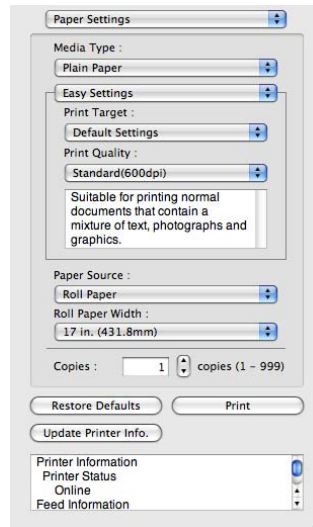 Paper Settings
Media Type :
Plain Paper
Easy Settings
Print Target :
Default Settings
Print Quality :
Standard(600dpi)
Suitable for printing normal
documents that contain a
mixture of text, photographs and
graphics.
Paper Source :
Roll Paper
Roll Paper Width :
17 in. (431.8mm)
Copies : 1 copies (1 - 999)
Restore Defaults Print
Update Printer Info.
Printer Information
Printer Status
Online
Feed Information